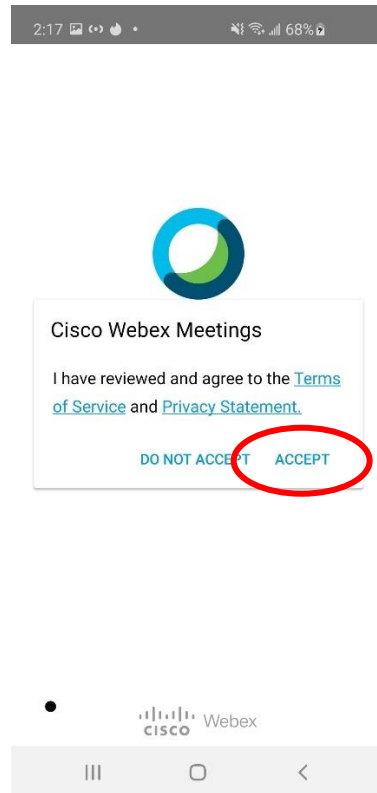 2:17 68%
Cisco Webex Meetings
I have reviewed and agree to the Terms
of Service and Privacy Statement.
DO NOT ACCEPT ACCEPT
CISCO Webex